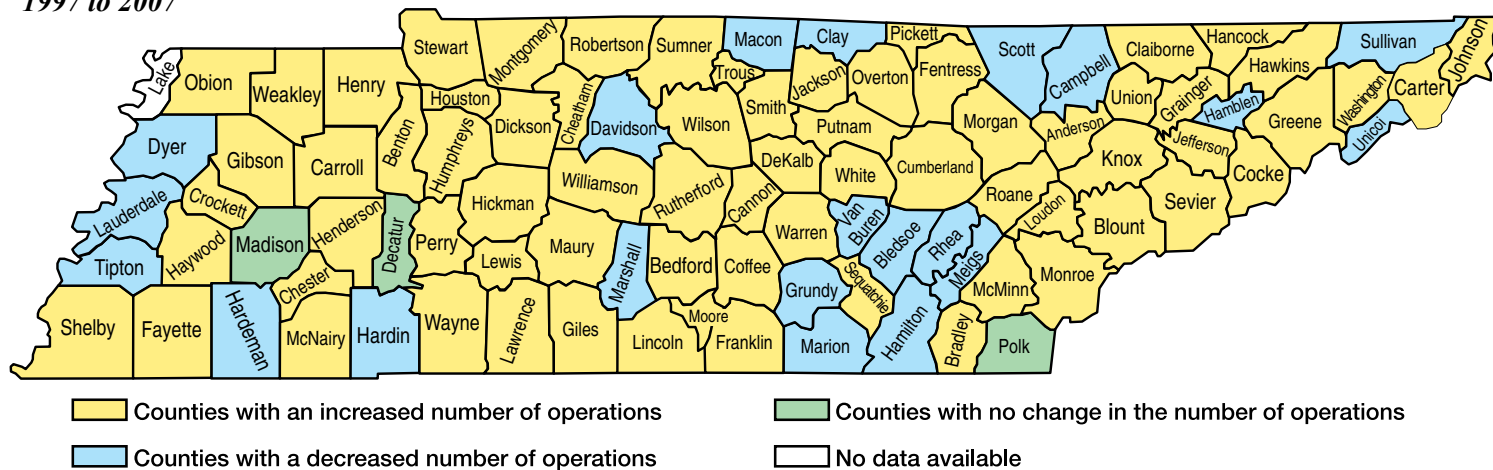 1997 to 2007
Lake
Obion
Weakley
Henry
Stewart
Montgomery
Robertson
Sumner
Macon
Clay
Pickett
Scott
Campbell
Claiborne
Hancock
Hawkins
Sullivan
Johnson
Trous
Jackson
Overton
Fentress
Union
Grainger
Hamblen
Washington
Carter
Unicoi
Greene
Houston
Dickson
Cheatham
Davidson
Wilson
Smith
Putnam
Morgan
Anderson
Knox
Jefferson
Cocke
Dyer
Gibson
Carroll
Benton
Humphreys
Hickman
Williamson
Rutherford
Cannon
DeKalb
White
Cumberland
Roane
Loudon
Blount
Sevier
Lauderdale
Crockett
Haywood
Madison
Henderson
Decatur
Perry
Lewis
Maury
Marshall
Bedford
Coffee
Warren
Van
Buren
Bledsoe
Rhea
Meigs
McMinn
Monroe
Tipton
Chester
Grundy
Sequatchie
Shelby
Fayette
Hardeman
McNairy
Hardin
Wayne
Lawrence
Giles
Lincoln
Moore
Franklin
Marion
Hamilton
Bradley
Polk
Counties with an increased number of operations
Counties with no change in the number of operations
Counties with a decreased number of operations
No data available